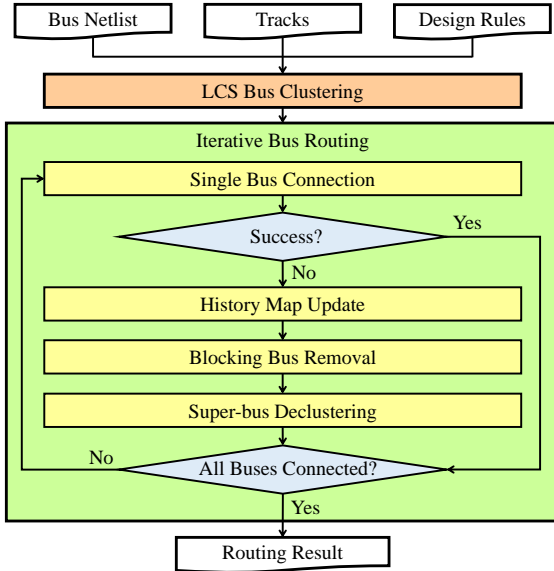 Bus Netlist
Tracks
Design Rules
LCS Bus Clustering
Iterative Bus Routing
Single Bus Connection
Success?
Yes
No
History Map Update
Blocking Bus Removal
Super-bus Declustering
No
All Buses Connected?
Yes
Routing Result